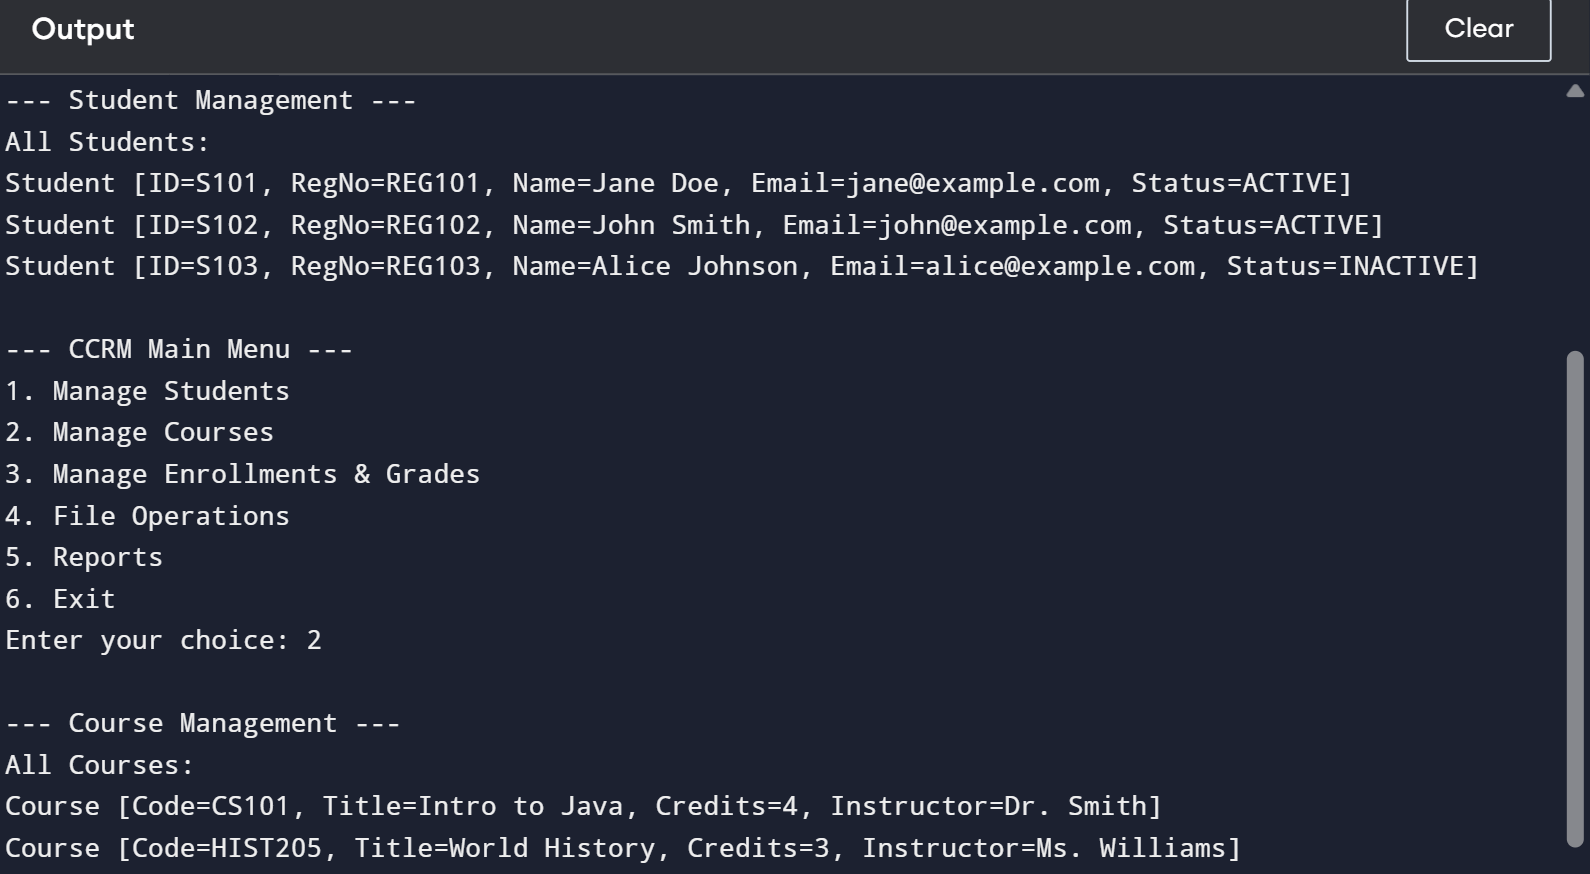 Output
Clear
--- Student Management ---
All Students:
Student [ID=S101, RegNo=REG101, Name=Jane Doe, Email=jane@example.com, Status=ACTIVE]
Student [ID=S102, RegNo=REG102, Name=John Smith, Email=john@example.com, Status=ACTIVE]
Student [ID=S103, RegNo=REG103, Name=Alice Johnson, Email=alice@example.com, Status=INACTIVE]
--- CCRM Main Menu ---
1. Manage Students
2. Manage Courses
3. Manage Enrollments & Grades
4. File Operations
5. Reports
6. Exit
Enter your choice: 2
--- Course Management ---
All Courses:
Course [Code=CS101, Title=Intro to Java, Credits=4, Instructor=Dr. Smith]
Course [Code=HIST205, Title=World History, Credits=3, Instructor=Ms. Williams]